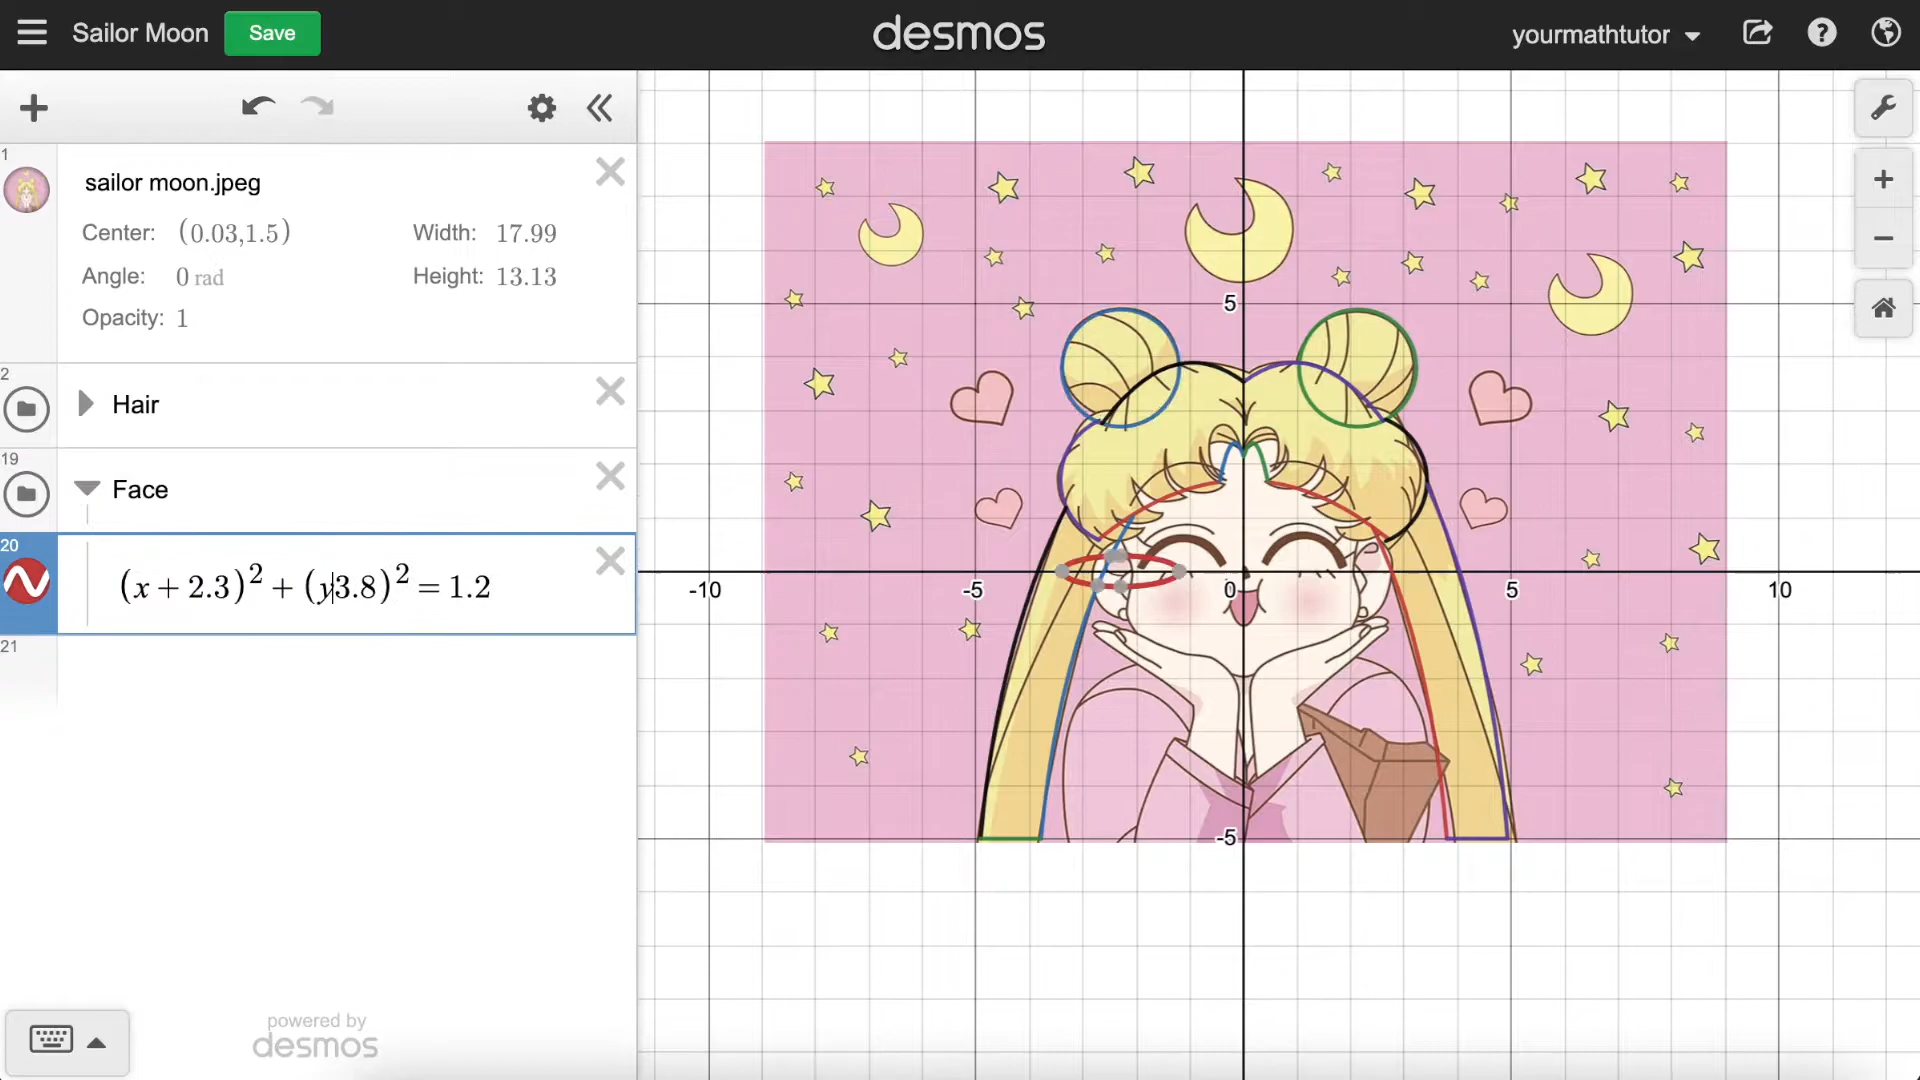 Sailor Moon
Save
desmos
yourmathtutor
1
sailor moon.jpeg
Center: (0.03,1.5)
Width: 17.99
Angle: 0 rad
Height: 13.13
Opacity: 1
2
Hair
19
Face
20
(x + 2.3)² + (y3.8)² = 1.2
21
powered by
desmos
5
-10
-5
0
5
10
-5